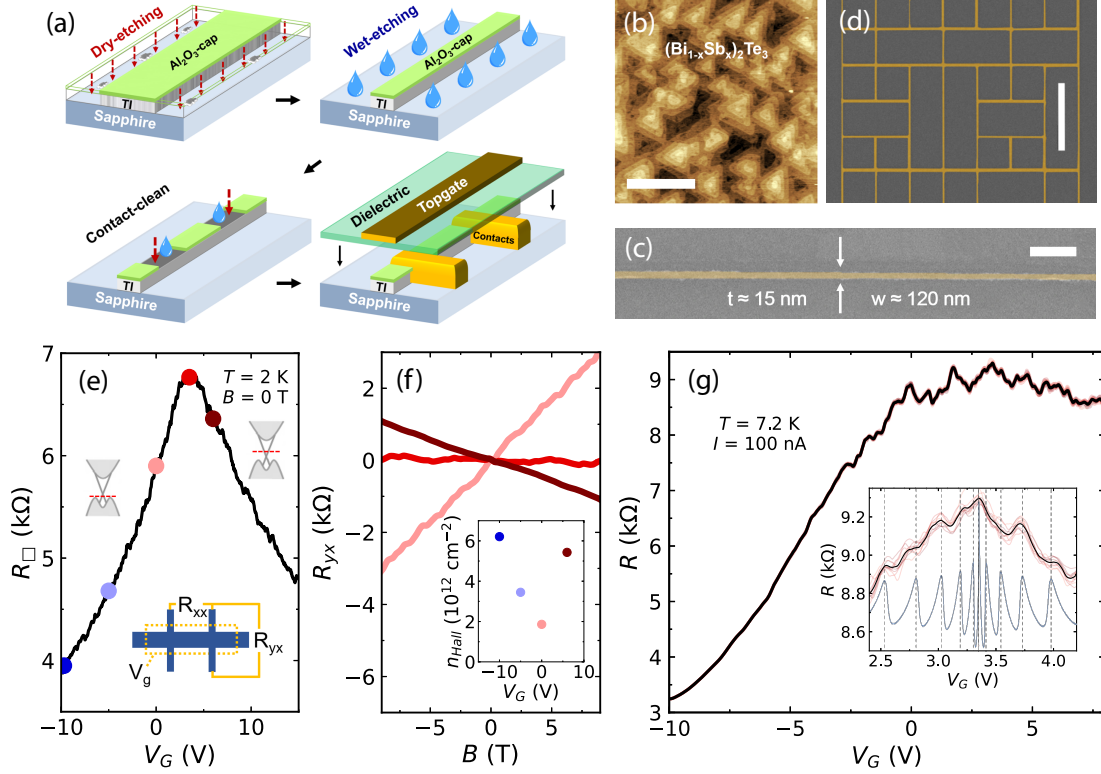 (a)
Dry-etching
Al2O3-cap
TI
Sapphire
Wet-etching
Al2O3-cap
TI
Sapphire
Contact-clean
TI
Sapphire
Dielectric
Topgate
Contacts
TI
Sapphire
(b)
(Bi1-xSbx)2Te3
(d)
(c)
t ≈ 15 nm
w ≈ 120 nm
(e)
T = 2 K
B = 0 T
Rxx
Ryx
Vg
7
6
5
4
R□ (kΩ)
−10
0
10
VG (V)
(f)
2
0
−2
−4
−6
Ryx (kΩ)
−5
0
5
B (T)
nHall (10^12 cm−2)
6
4
2
0
−10
0
10
VG (V)
(g)
T = 7.2 K
I = 100 nA
9
8
7
6
5
4
3
R (kΩ)
−10
−5
0
5
VG (V)
9.2
9.0
8.8
8.6
R (kΩ)
2.5
3.0
3.5
4.0
VG (V)